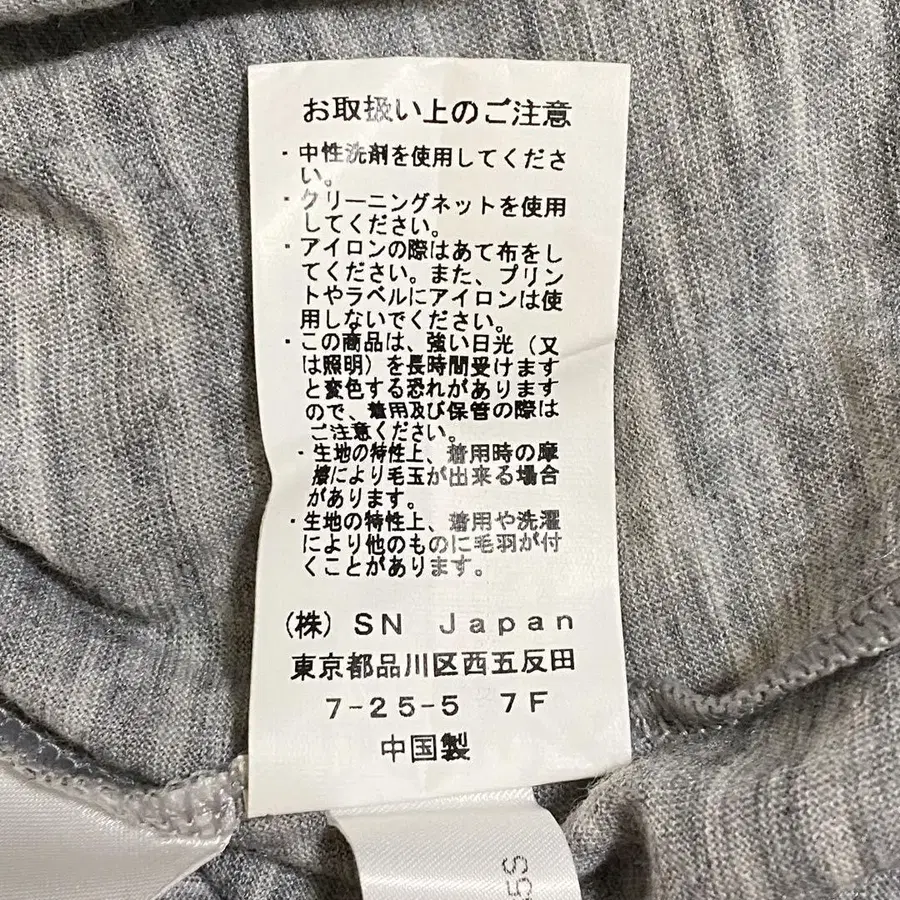 お取扱い上のご注意
・中性洗剤を使用してくださ
い。
・クリーニングネットを使用
してください。
・アイロンの際はあて布をし
てください。また、プリン
トやラベルにアイロンは使
用しないでください。
・この商品は、強い日光（又
は照明）を長時間受けます
と変色する恐れがあります
ので、着用及び保管の際は
ご注意ください。
・生地の特性上、着用時の摩
擦により毛玉が出来る場合
があります。
・生地の特性上、着用や洗濯
により他のものに毛羽が付
くことがあります。
（株）SN Japan
東京都品川区西五反田
7-25-5 7F
中国製